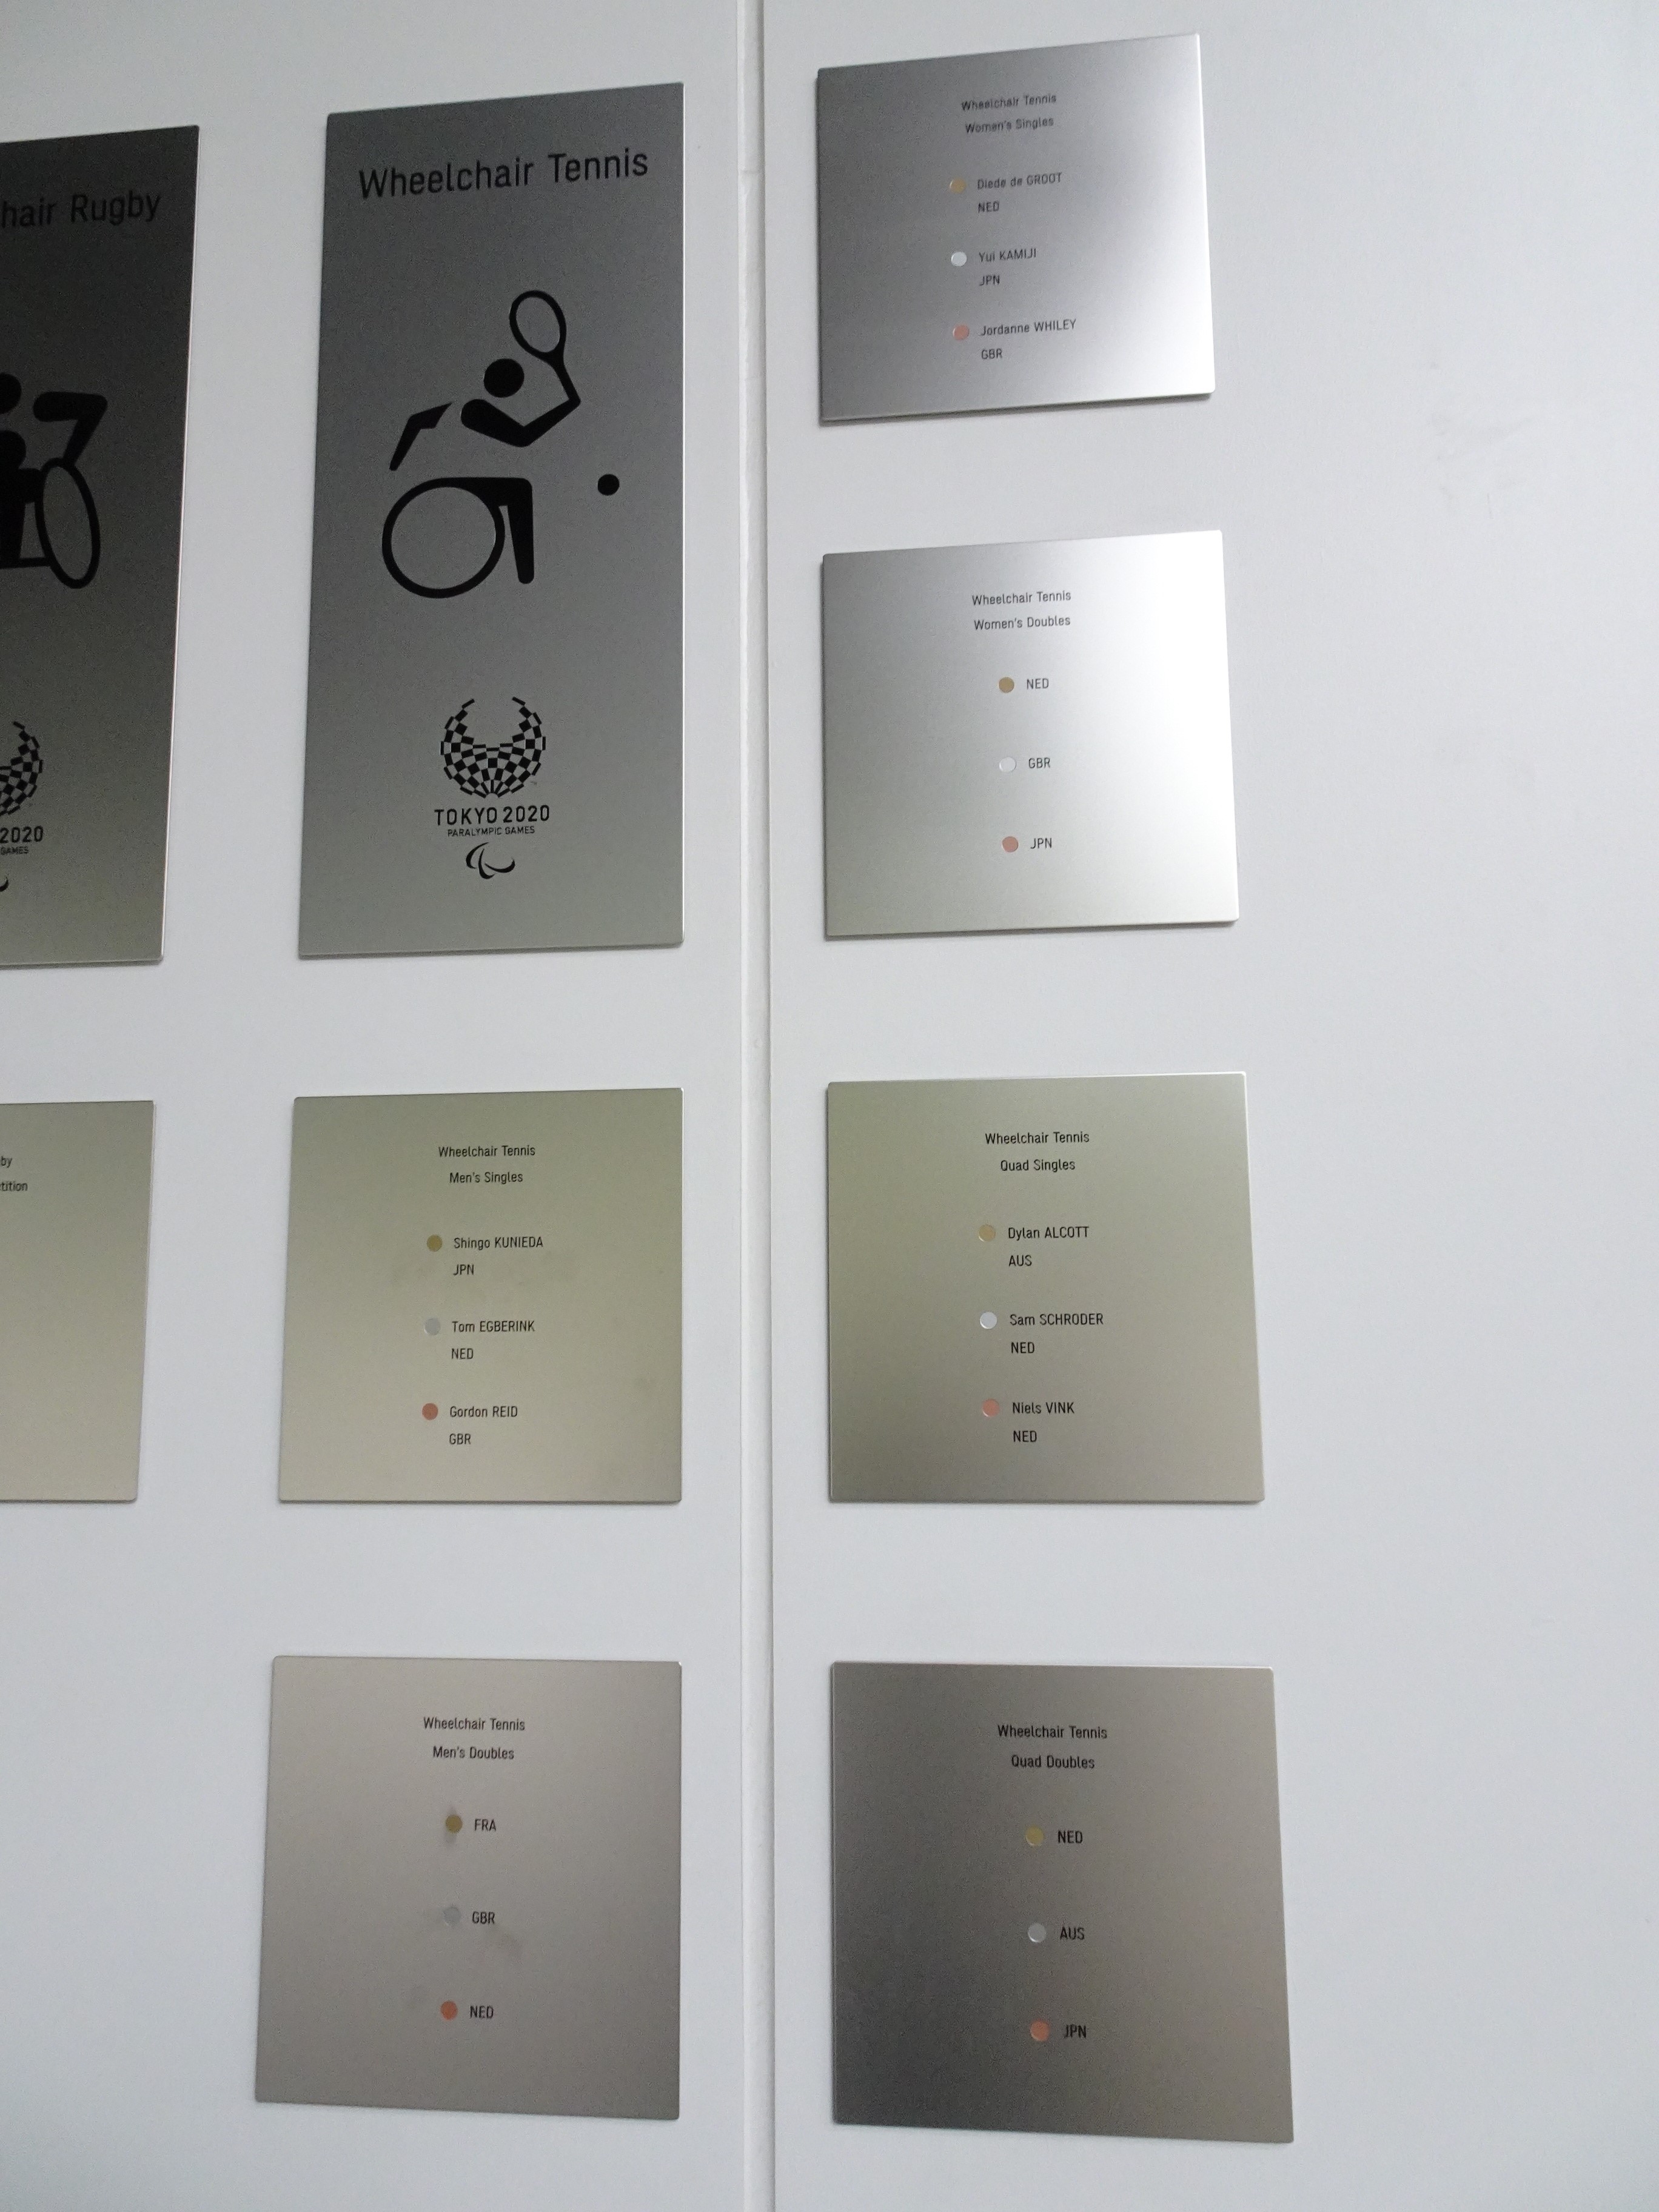 hair Rugby
2020
GAMES
by
tition
Wheelchair Tennis
TOKYO 2020
PARALYMPIC GAMES
Wheelchair Tennis
Men's Singles
Shingo KUNIEDA
JPN
Tom EGBERINK
NED
Gordon REID
GBR
Wheelchair Tennis
Men's Doubles
FRA
GBR
NED
Wheelchair Tennis
Women's Singles
Diede de GROOT
NED
Yui KAMIJI
JPN
Jordanne WHILEY
GBR
Wheelchair Tennis
Women's Doubles
NED
GBR
JPN
Wheelchair Tennis
Quad Singles
Dylan ALCOTT
AUS
Sam SCHRODER
NED
Niels VINK
NED
Wheelchair Tennis
Quad Doubles
NED
AUS
JPN